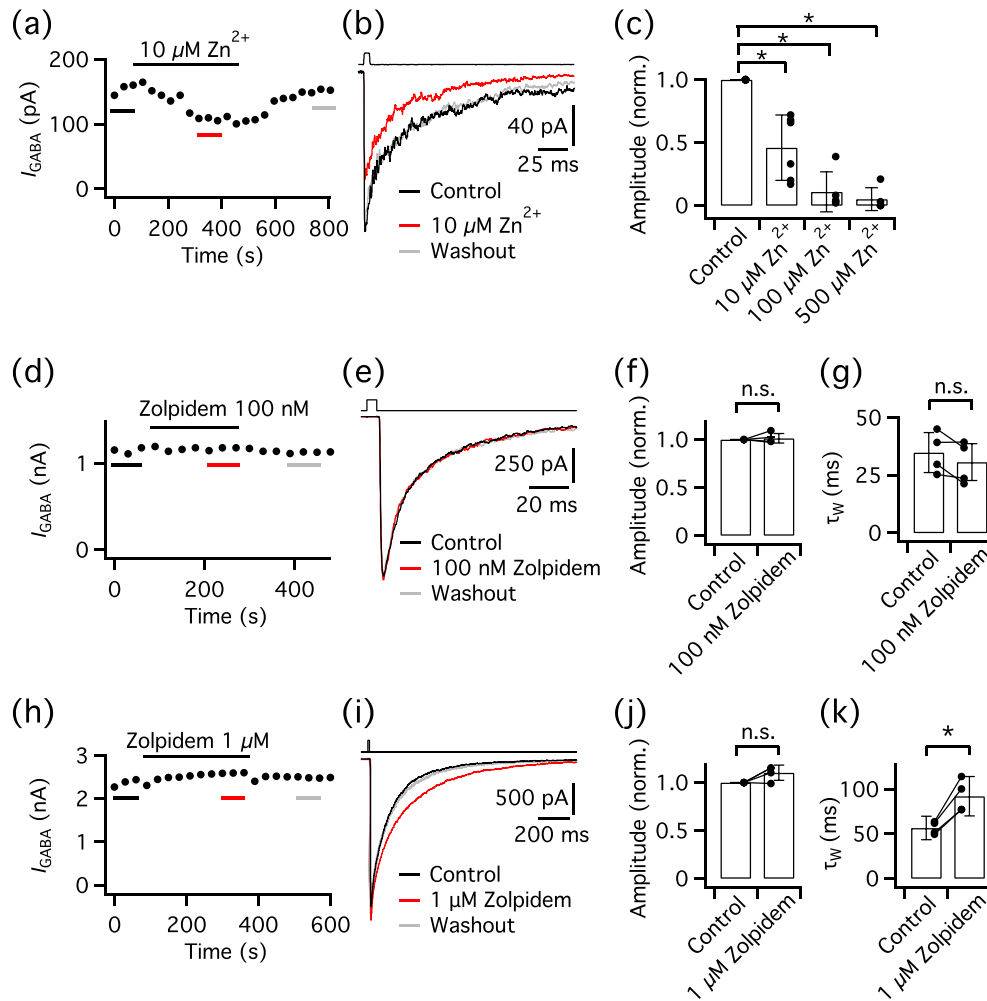 (a)
10 µM Zn2+
200
100
0
IGABA (pA)
0 200 400 600 800
Time (s)
(b)
40 pA
25 ms
Control
10 µM Zn2+
Washout
(c)
* * *
1.0
0.5
0
Amplitude (norm.)
Control
10 µM Zn2+
100 µM Zn2+
500 µM Zn2+
(d)
Zolpidem 100 nM
1
0
IGABA (nA)
0 200 400
Time (s)
(e)
250 pA
20 ms
Control
100 nM Zolpidem
Washout
(f)
n.s.
1.0
0.5
0
Amplitude (norm.)
Control
100 nM Zolpidem
(g)
n.s.
50
25
0
τW (ms)
Control
100 nM Zolpidem
(h)
Zolpidem 1 µM
3
2
1
0
IGABA (nA)
0 200 400 600
Time (s)
(i)
500 pA
200 ms
Control
1 µM Zolpidem
Washout
(j)
n.s.
1.0
0.5
0
Amplitude (norm.)
Control
1 µM Zolpidem
(k)
*
100
50
0
τW (ms)
Control
1 µM Zolpidem